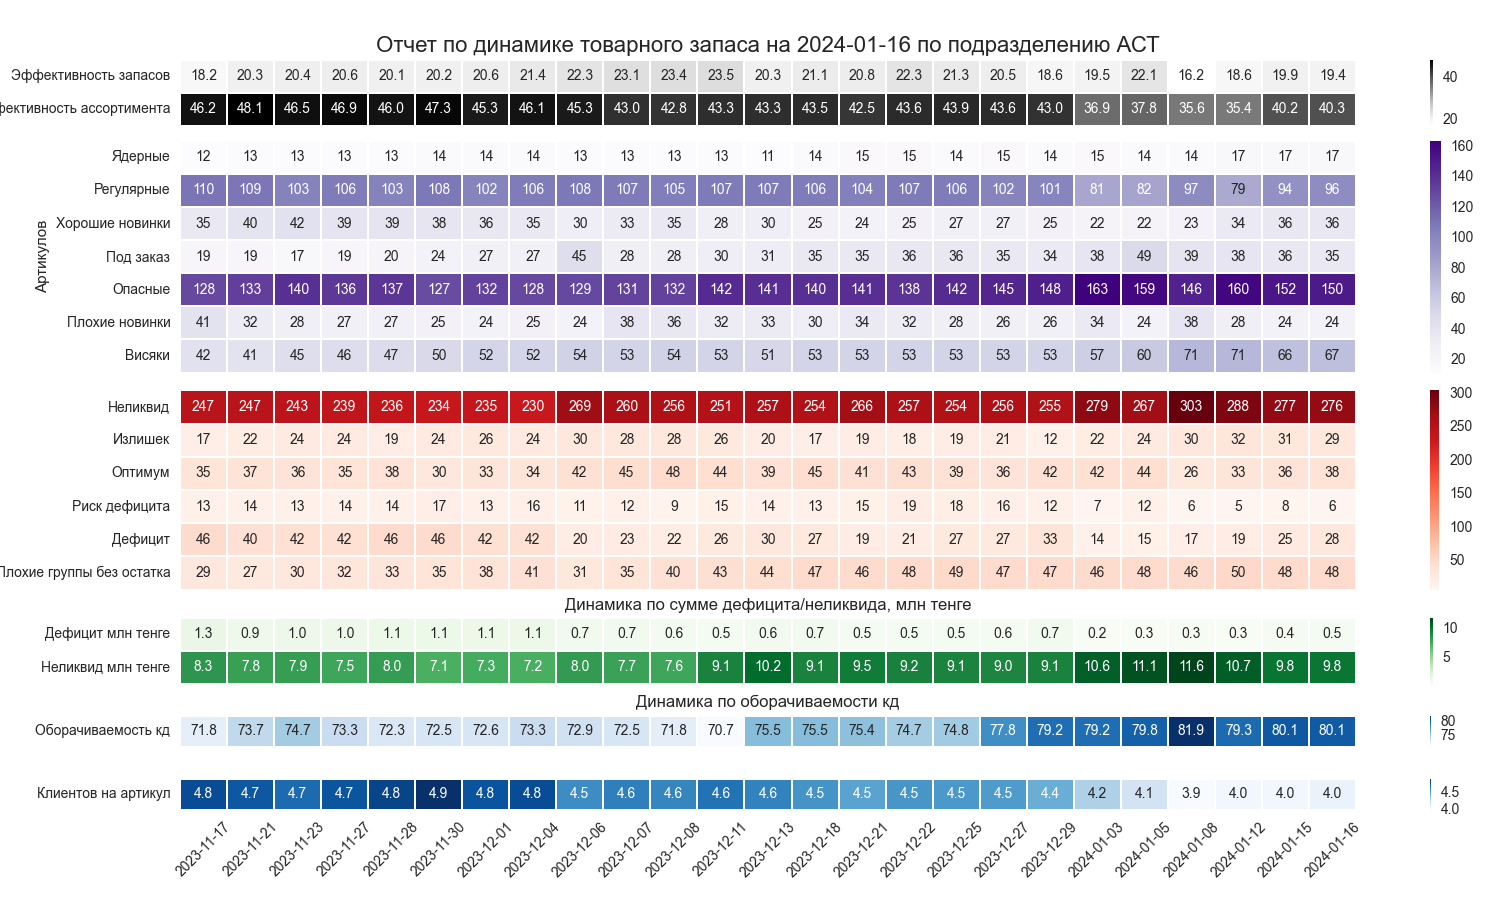 Отчет по динамике товарного запаса на 2024-01-16 по подразделению АСТ
Эффективность запасов 18.2 20.3 20.4 20.6 20.1 20.2 20.6 21.4 22.3 23.1 23.4 23.5 20.3 21.1 20.8 22.3 21.3 20.5 18.6 19.5 22.1 16.2 18.6 19.9 19.4
фективность ассортимента 46.2 48.1 46.5 46.9 46.0 47.3 45.3 46.1 45.3 43.0 42.8 43.3 43.3 43.5 42.5 43.6 43.9 43.6 43.0 36.9 37.8 35.6 35.4 40.2 40.3
40
20
Артикулов
Ядерные 12 13 13 13 13 14 14 14 13 13 13 13 11 14 15 15 14 15 14 15 14 14 17 17 17
Регулярные 110 109 103 106 103 108 102 106 108 107 105 107 107 106 104 107 106 102 101 81 82 97 79 94 96
Хорошие новинки 35 40 42 39 39 38 36 35 30 33 35 28 30 25 24 25 27 27 25 22 22 23 34 36 36
Под заказ 19 19 17 19 20 24 27 27 45 28 28 30 31 35 35 36 36 35 34 38 49 39 38 36 35
Опасные 128 133 140 136 137 127 132 128 129 131 132 142 141 140 141 138 142 145 148 163 159 146 160 152 150
Плохие новинки 41 32 28 27 27 25 24 25 24 38 36 32 33 30 34 32 28 26 26 34 24 38 28 24 24
Висяки 42 41 45 46 47 50 52 52 54 53 54 53 51 53 53 53 53 53 53 57 60 71 71 66 67
160
140
120
100
80
60
40
20
Неликвид 247 247 243 239 236 234 235 230 269 260 256 251 257 254 266 257 254 256 255 279 267 303 288 277 276
Излишек 17 22 24 24 19 24 26 24 30 28 28 26 20 17 19 18 19 21 12 22 24 30 32 31 29
Оптимум 35 37 36 35 38 30 33 34 42 45 48 44 39 45 41 43 39 36 42 42 44 26 33 36 38
Риск дефицита 13 14 13 14 14 17 13 16 11 12 9 15 14 13 15 19 18 16 12 7 12 6 5 8 6
Дефицит 46 40 42 42 46 46 42 42 20 23 22 26 30 27 19 21 27 27 33 14 15 17 19 25 28
Плохие группы без остатка 29 27 30 32 33 35 38 41 31 35 40 43 44 47 46 48 49 47 47 46 48 46 50 48 48
300
250
200
150
100
50
Динамика по сумме дефицита/неликвида, млн тенге
Дефицит млн тенге 1.3 0.9 1.0 1.0 1.1 1.1 1.1 1.1 0.7 0.7 0.6 0.5 0.6 0.7 0.5 0.5 0.5 0.6 0.7 0.2 0.3 0.3 0.3 0.4 0.5
Неликвид млн тенге 8.3 7.8 7.9 7.5 8.0 7.1 7.3 7.2 8.0 7.7 7.6 9.1 10.2 9.1 9.5 9.2 9.1 9.0 9.1 10.6 11.1 11.6 10.7 9.8 9.8
10
5
Динамика по оборачиваемости кд
Оборачиваемость кд 71.8 73.7 74.7 73.3 72.3 72.5 72.6 73.3 72.9 72.5 71.8 70.7 75.5 75.5 75.4 74.7 74.8 77.8 79.2 79.2 79.8 81.9 79.3 80.1 80.1
80
75
Клиентов на артикул 4.8 4.7 4.7 4.7 4.8 4.9 4.8 4.8 4.5 4.6 4.6 4.6 4.6 4.5 4.5 4.5 4.5 4.5 4.4 4.2 4.1 3.9 4.0 4.0 4.0
4.5
4.0
2023-11-17 2023-11-21 2023-11-23 2023-11-27 2023-11-28 2023-11-30 2023-12-01 2023-12-04 2023-12-06 2023-12-07 2023-12-08 2023-12-11 2023-12-13 2023-12-18 2023-12-21 2023-12-22 2023-12-25 2023-12-27 2023-12-29 2024-01-03 2024-01-05 2024-01-08 2024-01-12 2024-01-15 2024-01-16